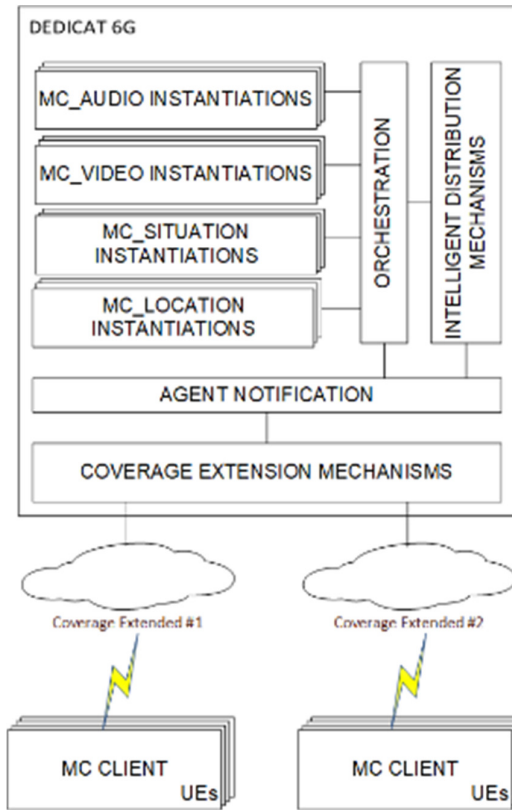 DEDICAT 6G
MC_AUDIO INSTANTIATIONS
MC_VIDEO INSTANTIATIONS
MC_SITUATION
INSTANTIATIONS
MC_LOCATION
INSTANTIATIONS
ORCHESTRATION
INTELLIGENT DISTRIBUTION
MECHANISMS
AGENT NOTIFICATION
COVERAGE EXTENSION MECHANISMS
Coverage Extended #1
Coverage Extended #2
MC CLIENT
UEs
MC CLIENT
UEs